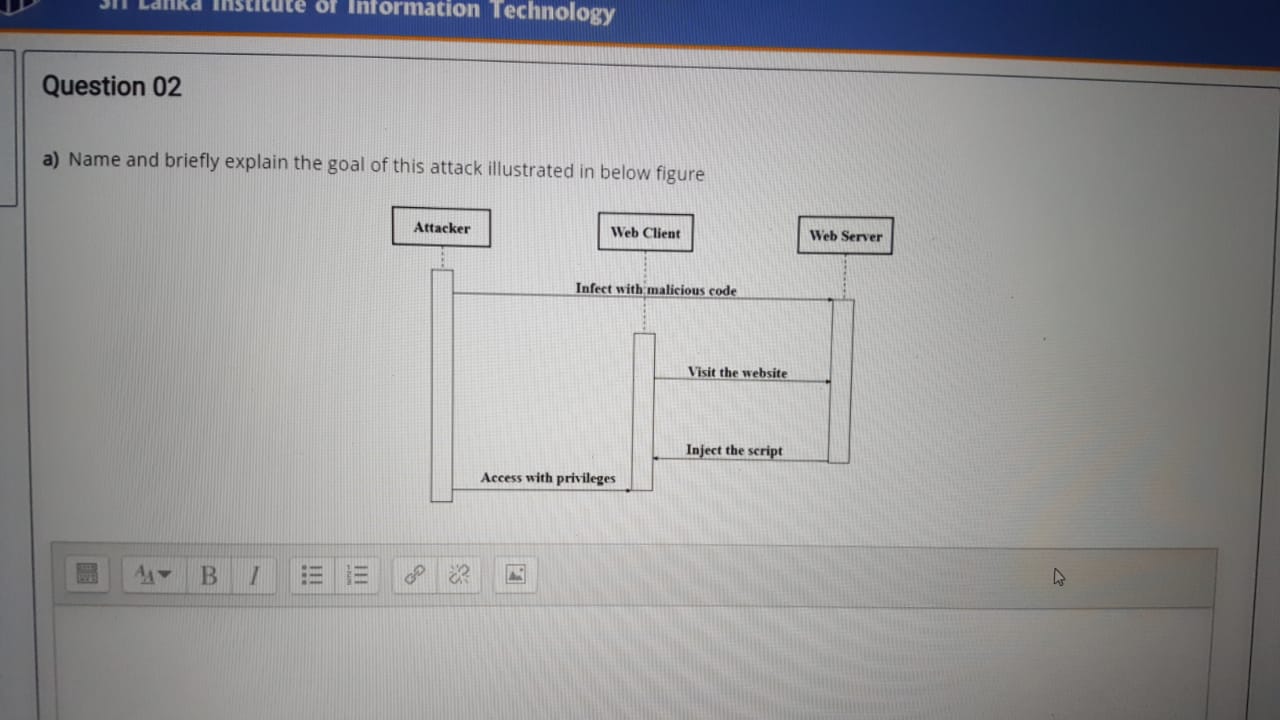 Sri Lanka Institute of Information Technology
Question 02
a) Name and briefly explain the goal of this attack illustrated in below figure
Attacker
Web Client
Web Server
Infect with malicious code
Visit the website
Inject the script
Access with privileges
B
I